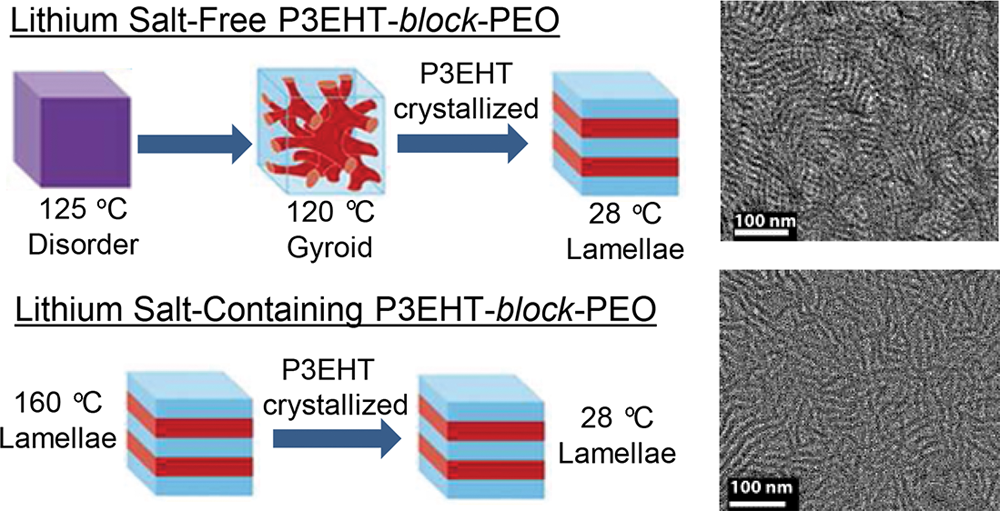 Lithium Salt-Free P3EHT-block-PEO
P3EHT
crystallized
125 ºC
Disorder
120 ºC
Gyroid
28 ºC
Lamellae
100 nm
Lithium Salt-Containing P3EHT-block-PEO
160 ºC
Lamellae
P3EHT
crystallized
28 ºC
Lamellae
100 nm